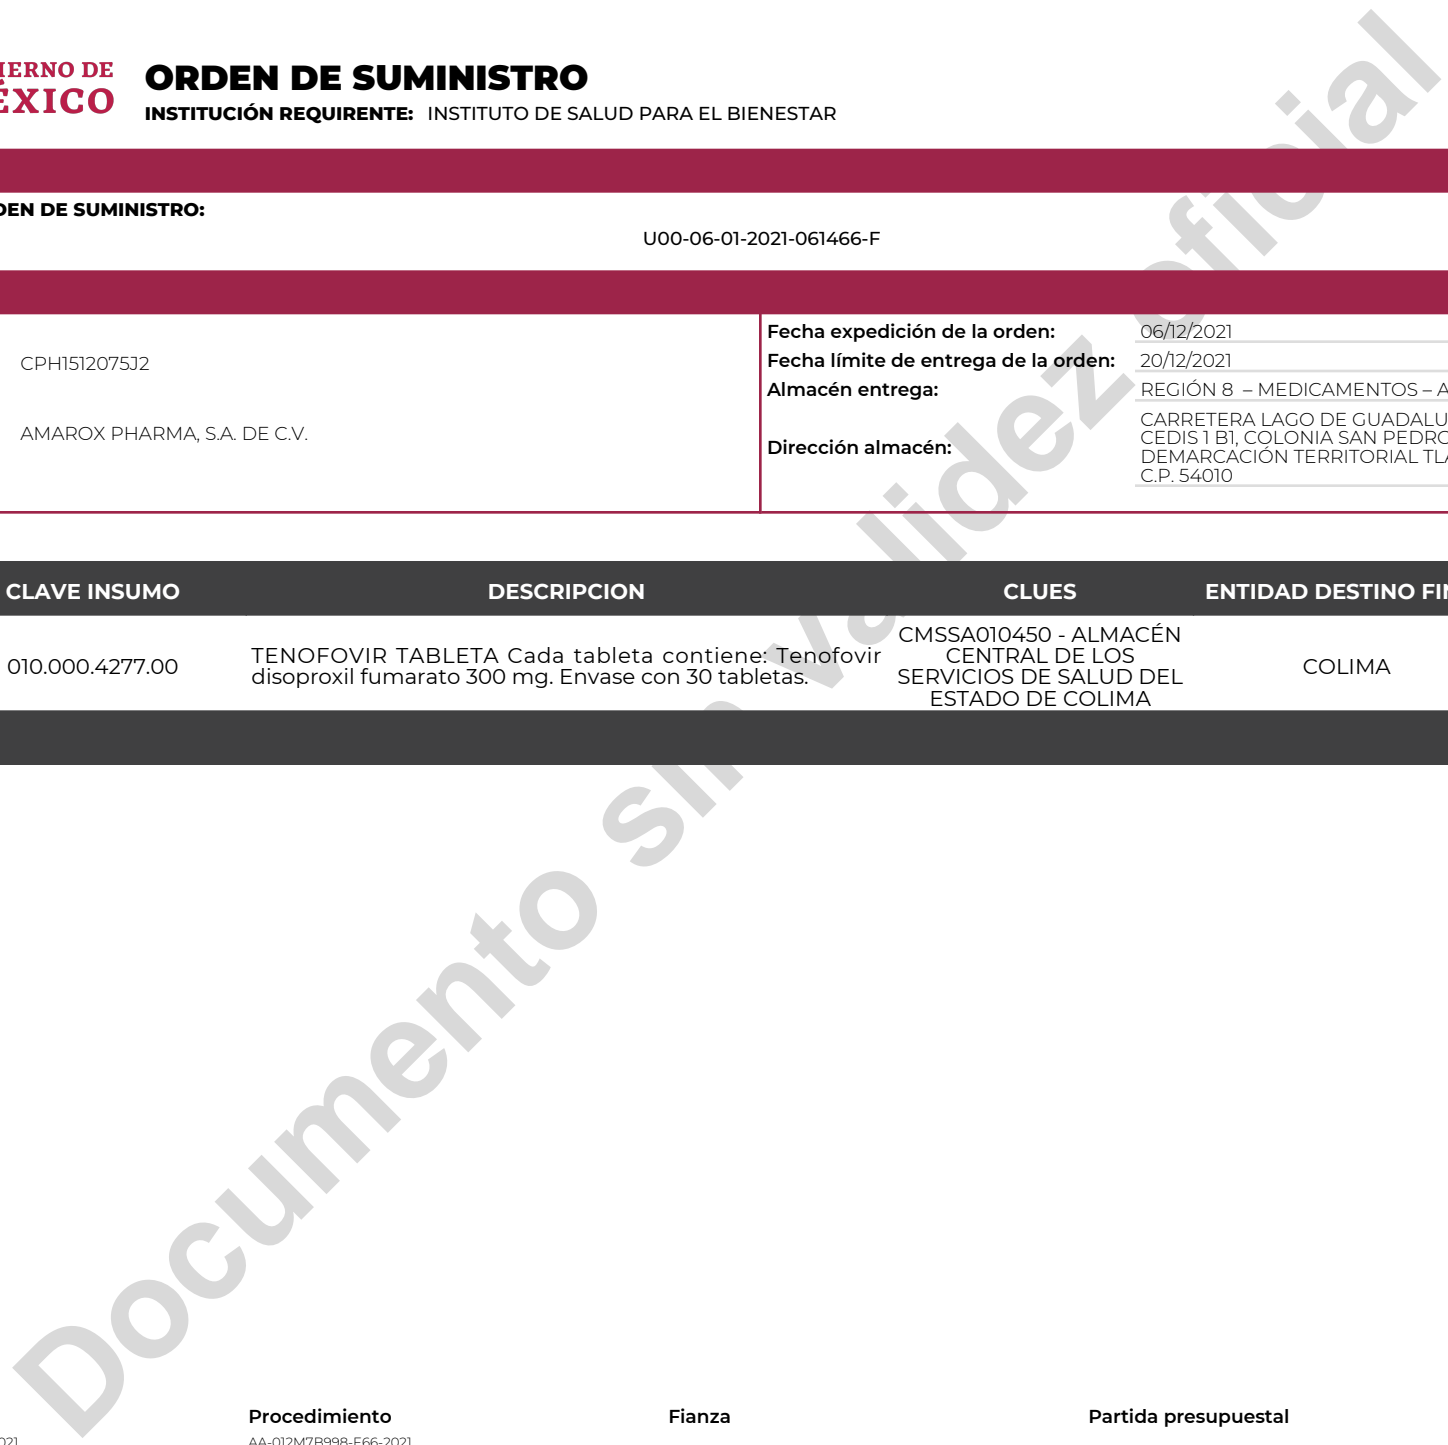 IERNO DE
ÉXICO
ORDEN DE SUMINISTRO
INSTITUCIÓN REQUIRENTE: INSTITUTO DE SALUD PARA EL BIENESTAR
DEN DE SUMINISTRO:
U00-06-01-2021-061466-F
CPH1512075J2
AMAROX PHARMA, S.A. DE C.V.
Fecha expedición de la orden: 06/12/2021
Fecha límite de entrega de la orden: 20/12/2021
Almacén entrega: REGIÓN 8 – MEDICAMENTOS – A
Dirección almacén:
CARRETERA LAGO DE GUADALU
CEDIS 1 B1, COLONIA SAN PEDRO
DEMARCACIÓN TERRITORIAL TLA
C.P. 54010
CLAVE INSUMO DESCRIPCION CLUES ENTIDAD DESTINO FIN
010.000.4277.00
TENOFOVIR TABLETA Cada tableta contiene: Tenofovir
disoproxil fumarato 300 mg. Envase con 30 tabletas.
CMSSA010450 - ALMACÉN
CENTRAL DE LOS
SERVICIOS DE SALUD DEL
ESTADO DE COLIMA
COLIMA
Documento sin validez oficial
Procedimiento Fianza Partida presupuestal
021 AA-012M7B998-E66-2021